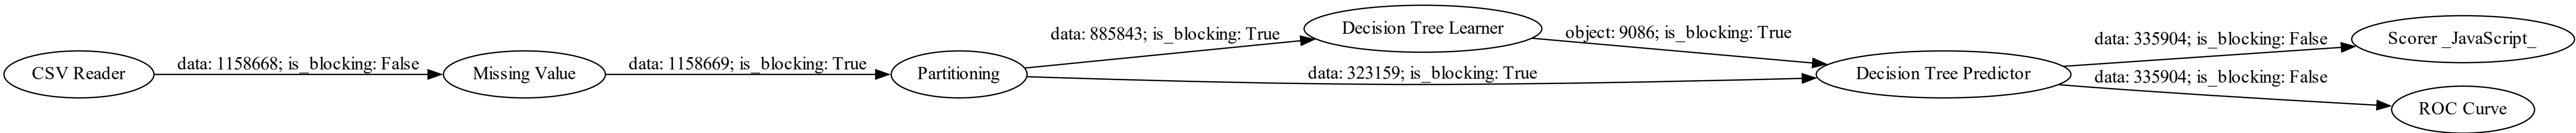 CSV Reader
data: 1158668; is_blocking: False
Missing Value
data: 1158669; is_blocking: True
Partitioning
data: 885843; is_blocking: True
Decision Tree Learner
object: 9086; is_blocking: True
data: 323159; is_blocking: True
Decision Tree Predictor
data: 335904; is_blocking: False
Scorer _JavaScript_
data: 335904; is_blocking: False
ROC Curve